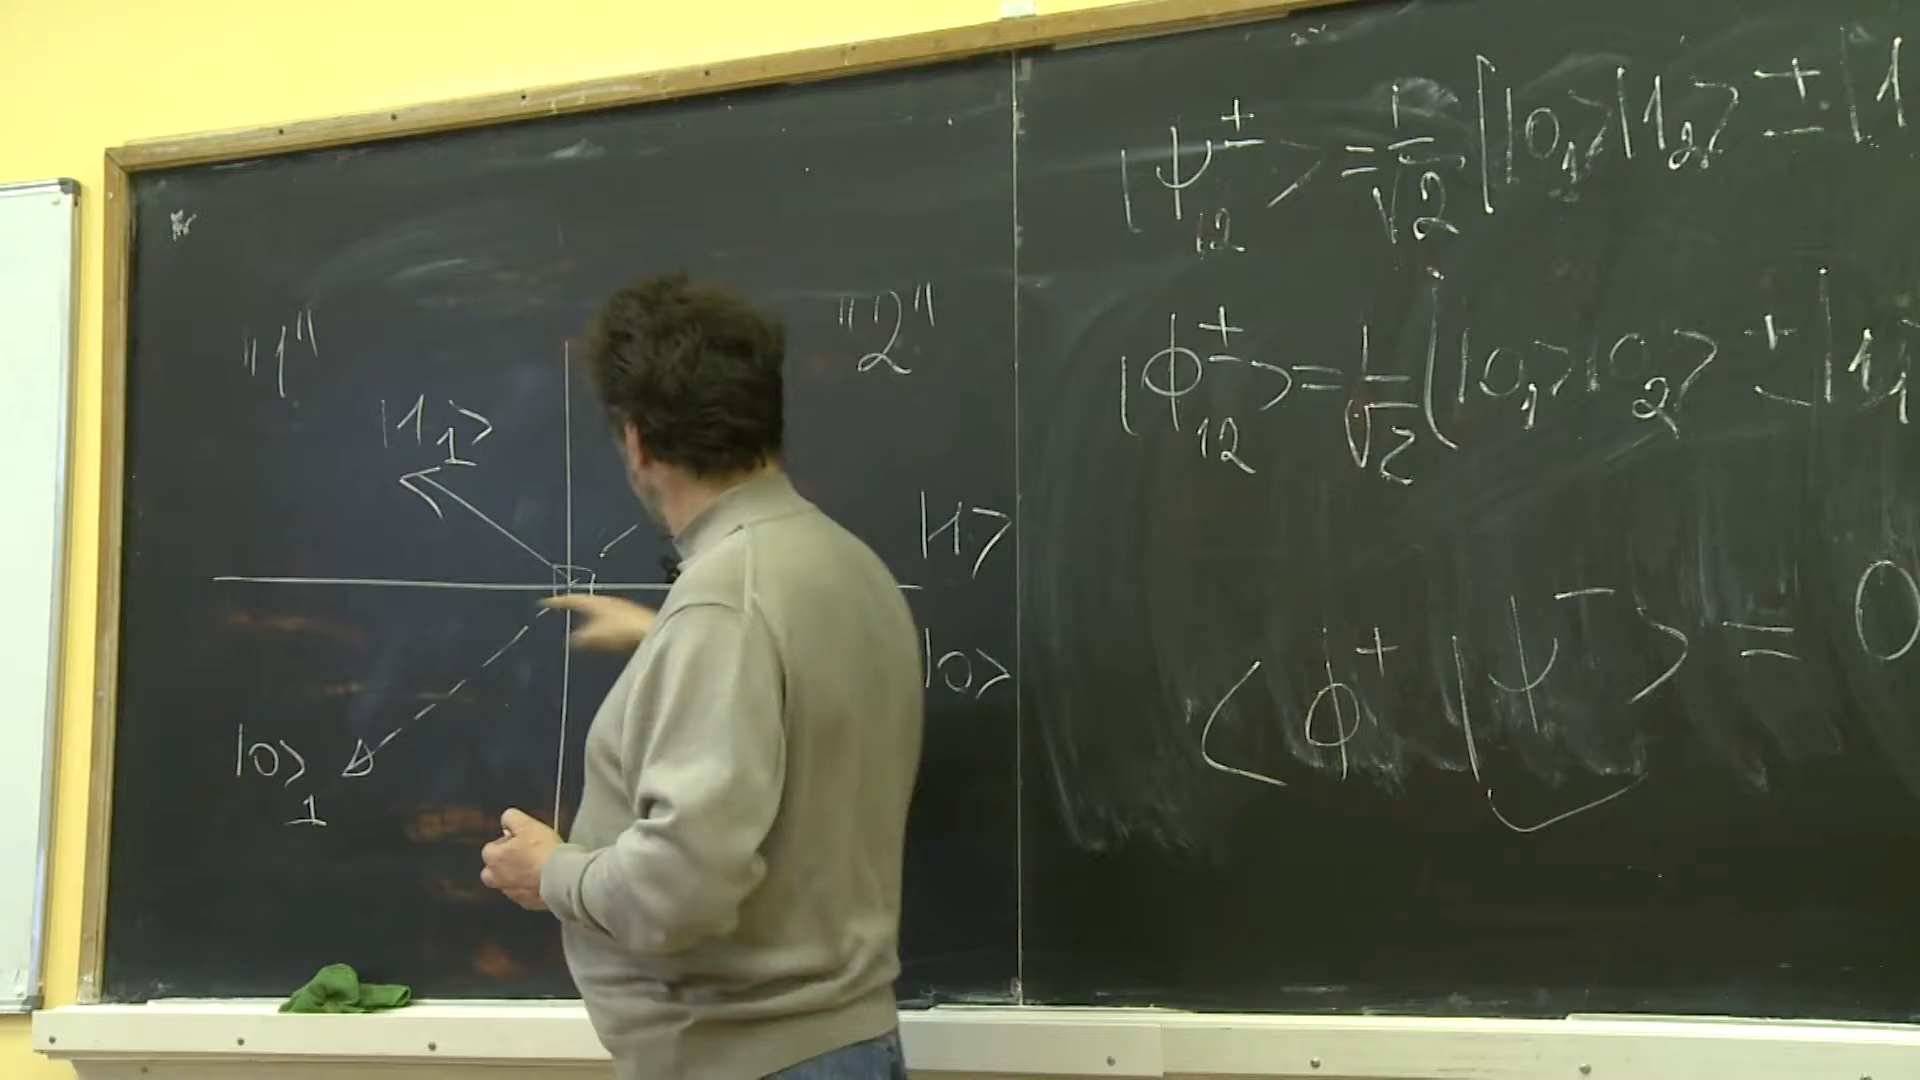 "1"
"2"
|1₁>
|1>
|0>
|0>₁
|ψ±₁₂> = 1/√2 [|0₁>|1₂> ± |1
|ϕ±₁₂> = 1/√2 (|0₁>|0₂> ± |1₁
<ϕ⁺|ψ⁻> = 0